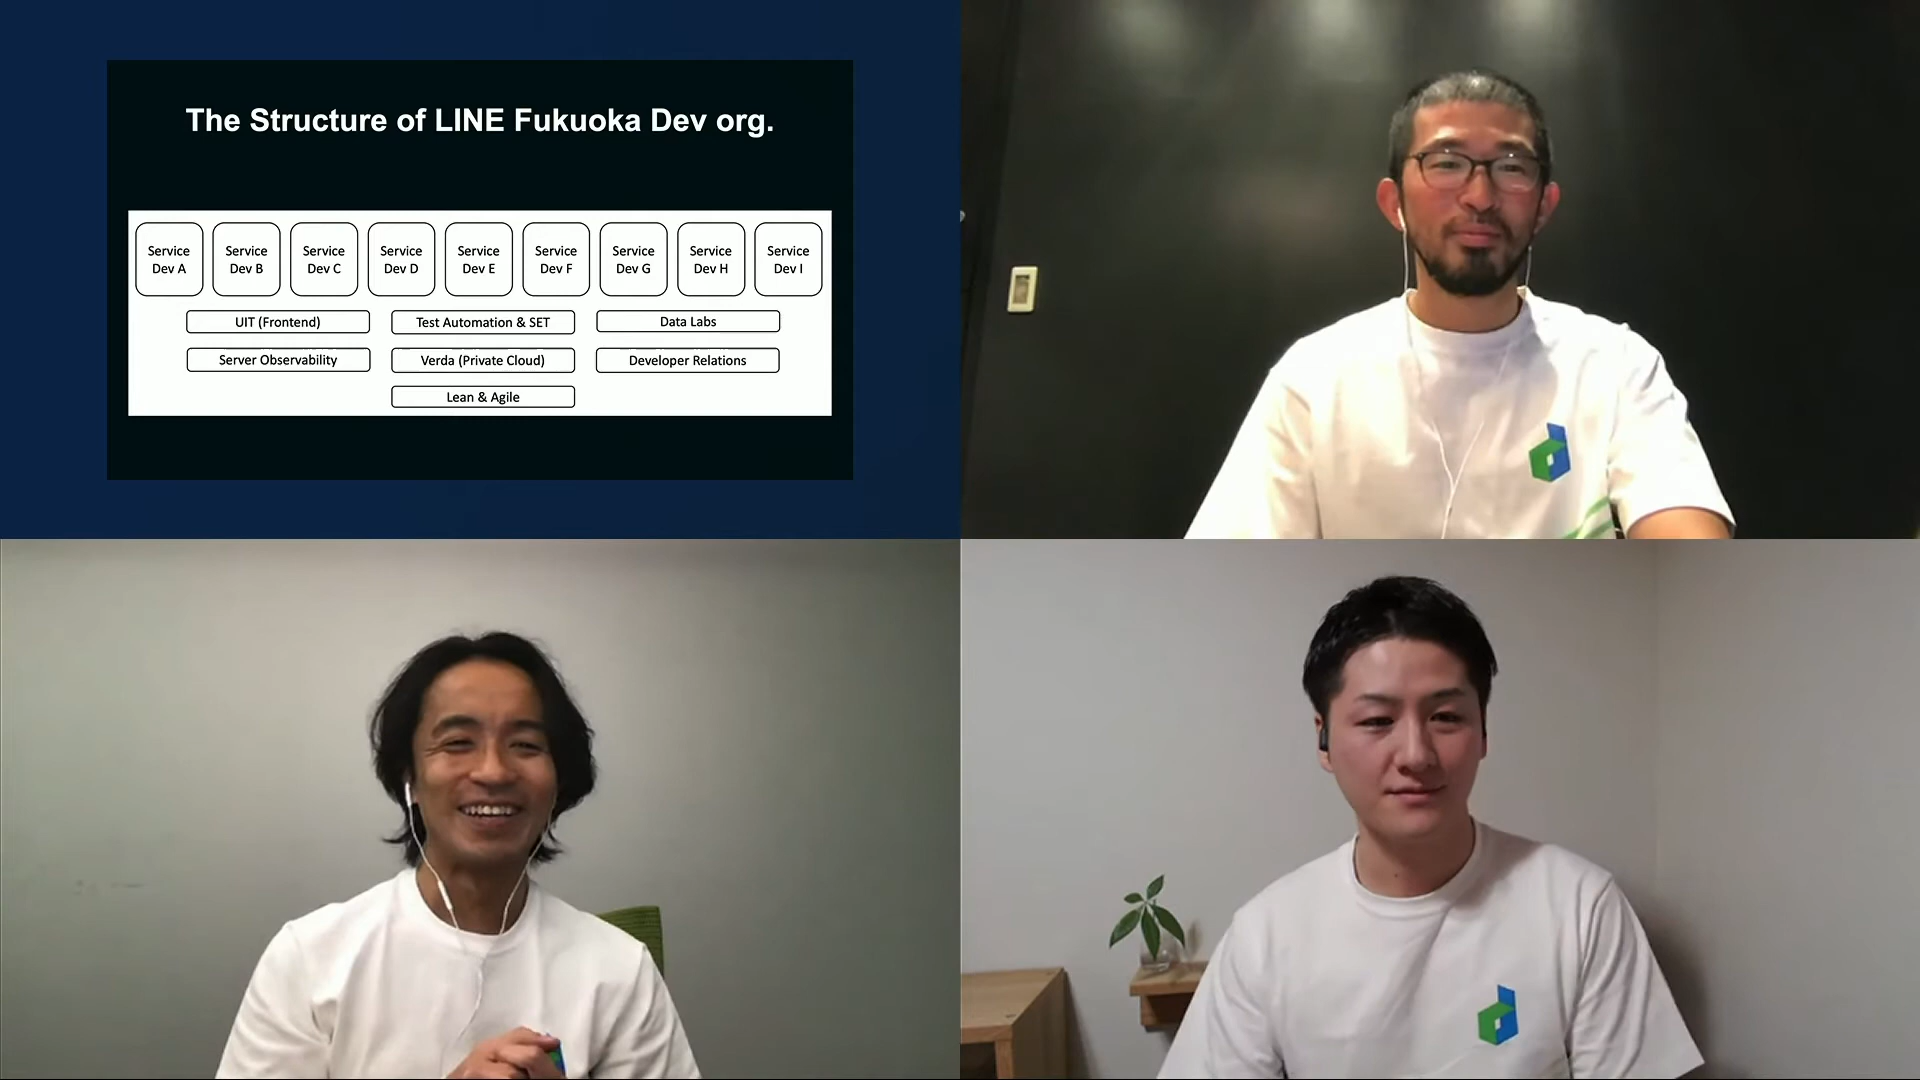 The Structure of LINE Fukuoka Dev org.
Service Dev A
Service Dev B
Service Dev C
Service Dev D
Service Dev E
Service Dev F
Service Dev G
Service Dev H
Service Dev I
UIT (Frontend)
Test Automation & SET
Data Labs
Server Observability
Verda (Private Cloud)
Developer Relations
Lean & Agile